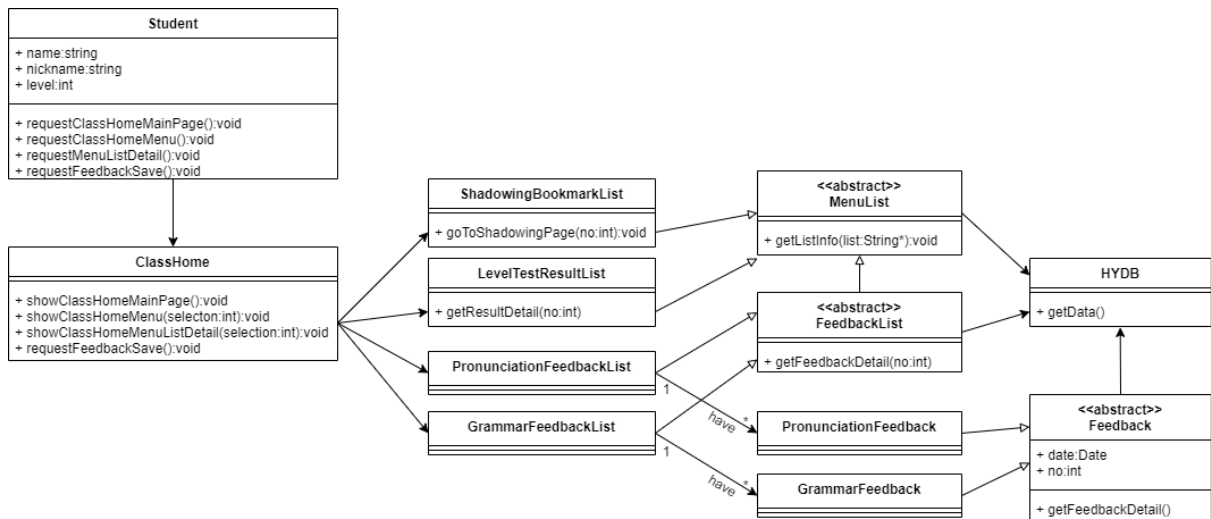 Student
+ name:string
+ nickname:string
+ level:int
+ requestClassHomeMainPage():void
+ requestClassHomeMenu():void
+ requestMenuListDetail():void
+ requestFeedbackSave():void
ClassHome
+ showClassHomeMainPage():void
+ showClassHomeMenu(selecton:int):void
+ showClassHomeMenuListDetail(selection:int):void
+ requestFeedbackSave():void
ShadowingBookmarkList
+ goToShadowingPage(no:int):void
LevelTestResultList
+ getResultDetail(no:int)
PronunciationFeedbackList
GrammarFeedbackList
1
have
*
1
have
*
<<abstract>>
MenuList
+ getListInfo(list:String*):void
<<abstract>>
FeedbackList
+ getFeedbackDetail(no:int)
PronunciationFeedback
GrammarFeedback
HYDB
+ getData()
<<abstract>>
Feedback
+ date:Date
+ no:int
+ getFeedbackDetail()